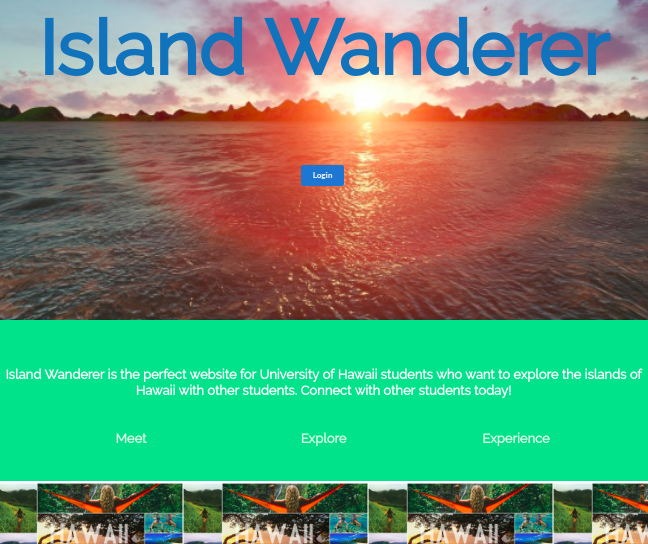 Island Wanderer
Login
Island Wanderer is the perfect website for University of Hawaii students who want to explore the islands of
Hawaii with other students. Connect with other students today!
Meet Explore Experience
HAWAII HAWAII HAWAII